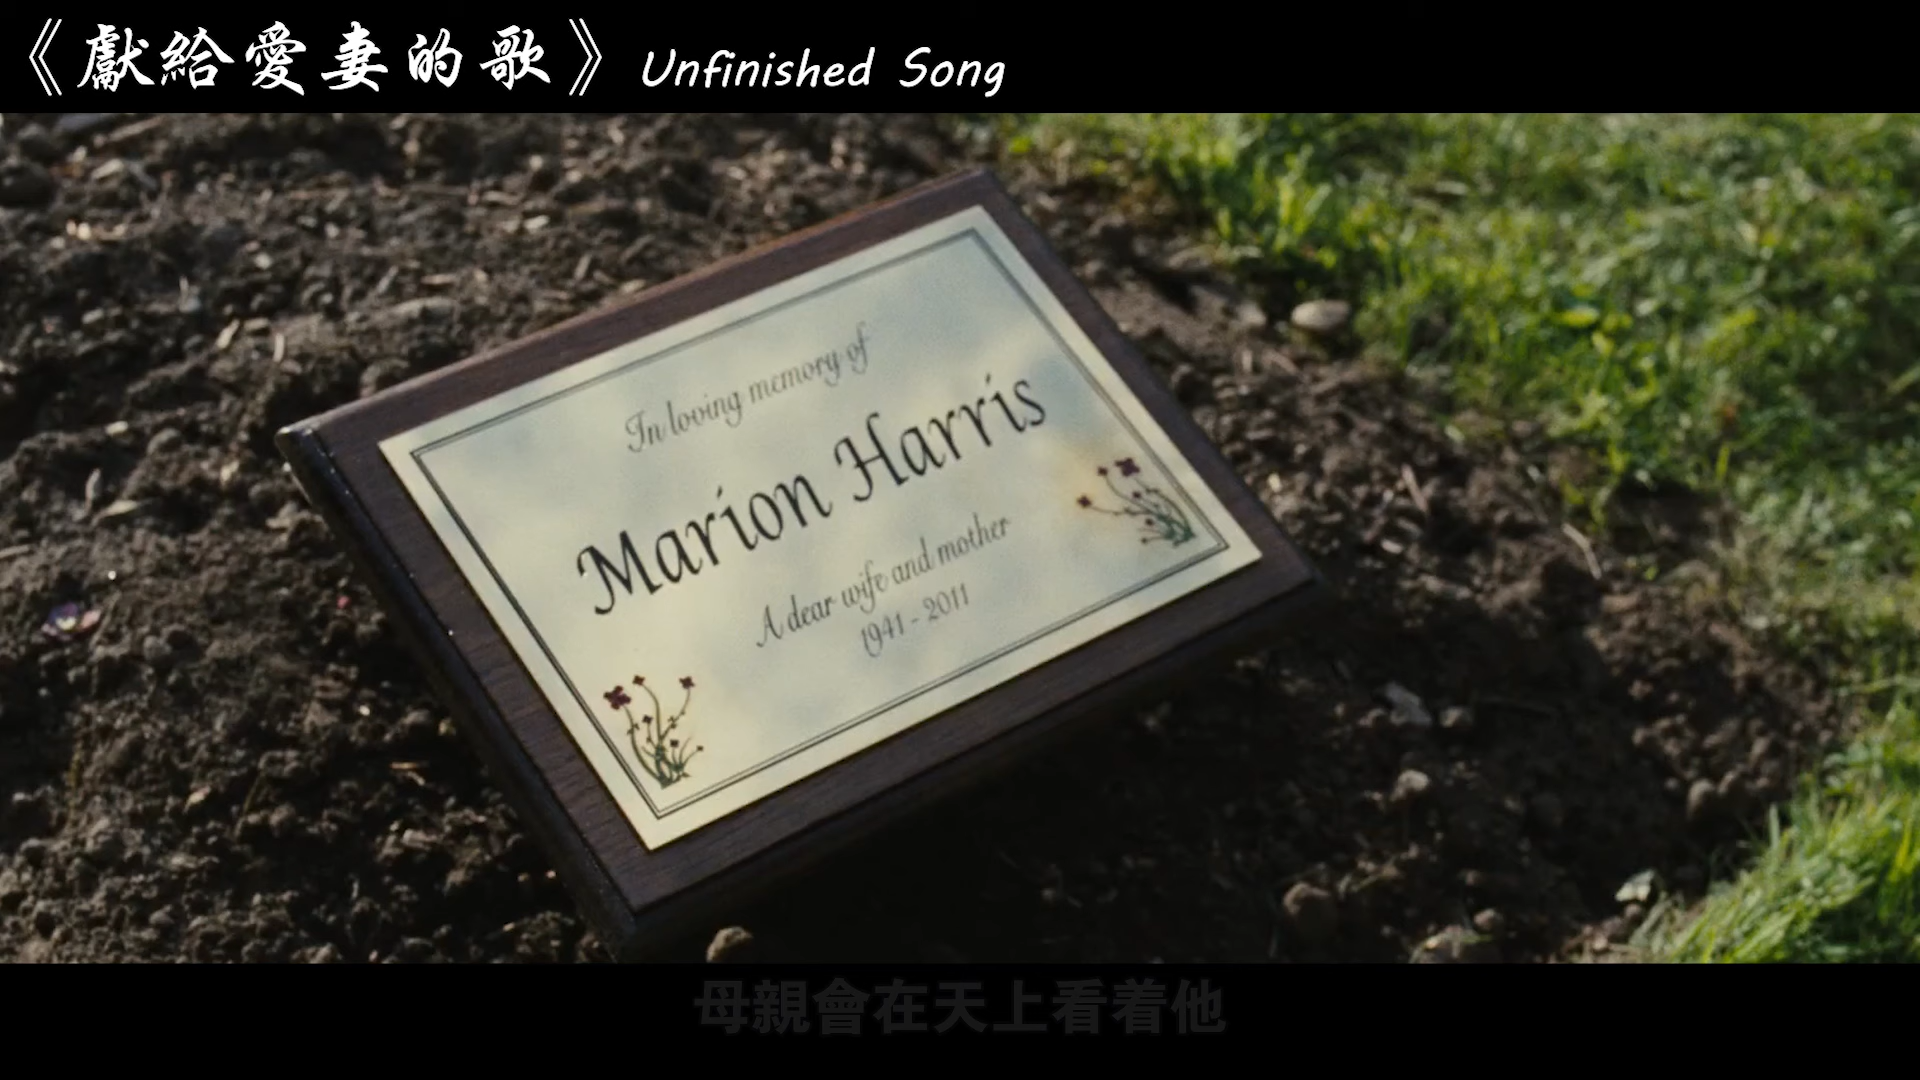 《獻給愛妻的歌》 Unfinished Song
In loving memory of
Marion Harris
A dear wife and mother
1941 - 2011
母親會在天上看着他